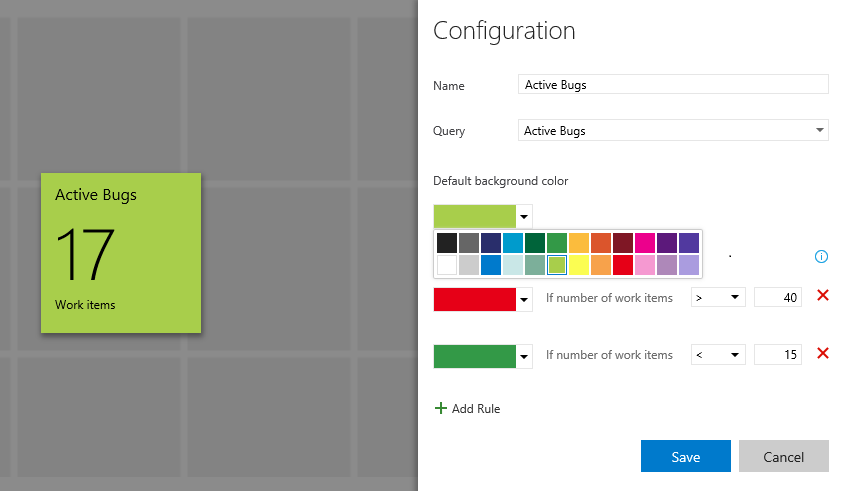 Active Bugs
17
Work items
Configuration
Name Active Bugs
Query Active Bugs
Default background color
If number of work items > 40
If number of work items < 15
Add Rule
Save Cancel